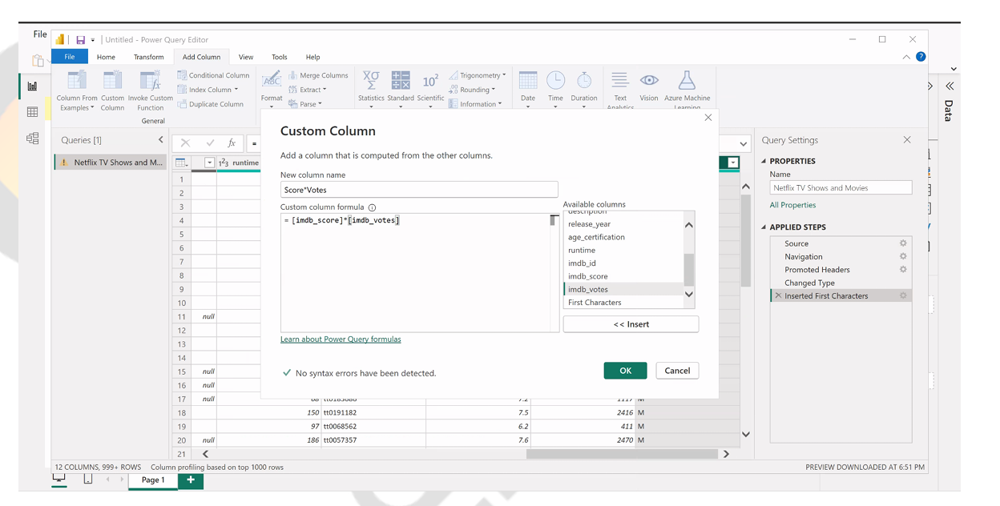 File
Untitled - Power Query Editor
File Home Transform Add Column View Tools Help
Column From Examples
Custom Column
Invoke Custom Function
General
Conditional Column
Index Column
Duplicate Column
ABC
Format
Merge Columns
ABC 123 Extract
Parse
Statistics
Standard
10²
Scientific
Trigonometry
Rounding
Information
Date
Time
Duration
Text Analytics
Vision
Azure Machine Learning
Queries [1]
Netflix TV Shows and M...
fx =
1²3 runtime
1
2
3
4
5
6
7
8
9
10
11 null
12
13
14
15 null
16 null
17 null 68 tt0183686 7.2 1117 M
18 150 tt0191182 7.5 2416 M
19 97 tt0068562 6.2 411 M
20 null 186 tt0057357 7.6 2470 M
21
Custom Column
Add a column that is computed from the other columns.
New column name
Score*Votes
Custom column formula
= [imdb_score]*[imdb_votes]
Available columns
description
release_year
age_certification
runtime
imdb_id
imdb_score
imdb_votes
First Characters
<< Insert
Learn about Power Query formulas
No syntax errors have been detected.
OK
Cancel
Query Settings
PROPERTIES
Name
Netflix TV Shows and Movies
All Properties
APPLIED STEPS
Source
Navigation
Promoted Headers
Changed Type
Inserted First Characters
Data
12 COLUMNS, 999+ ROWS Column profiling based on top 1000 rows
PREVIEW DOWNLOADED AT 6:51 PM
Page 1